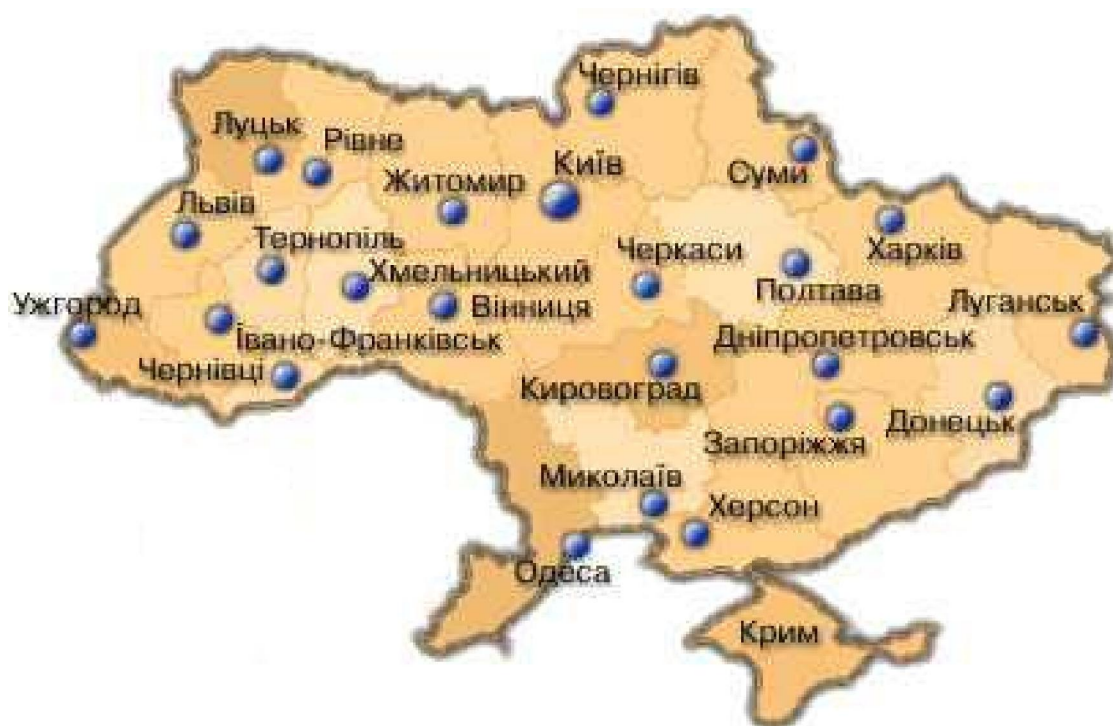 Чернігів
Луцьк
Рівне
Київ
Суми
Житомир
Львів
Тернопіль
Черкаси
Харків
Хмельницький
Полтава
Ужгород
Вінниця
Луганськ
Івано-Франківськ
Дніпропетровськ
Чернівці
Кировоград
Донецьк
Запоріжжя
Миколаїв
Херсон
Одеса
Крим